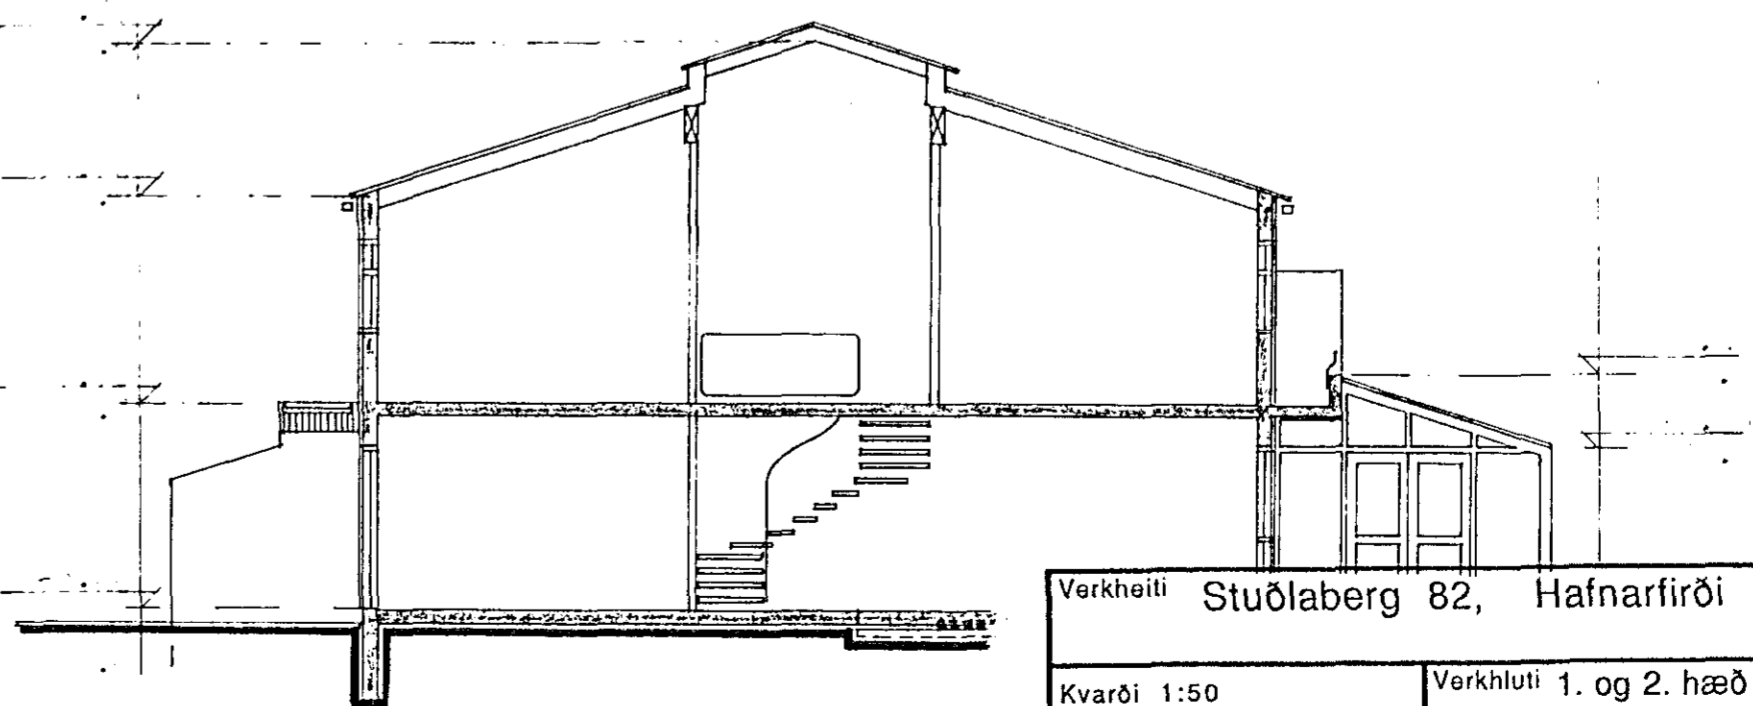 Verkheiti Stuðlaberg 82, Hafnarfirði
Kvarði 1:50
Verkhluti 1. og 2. hæð